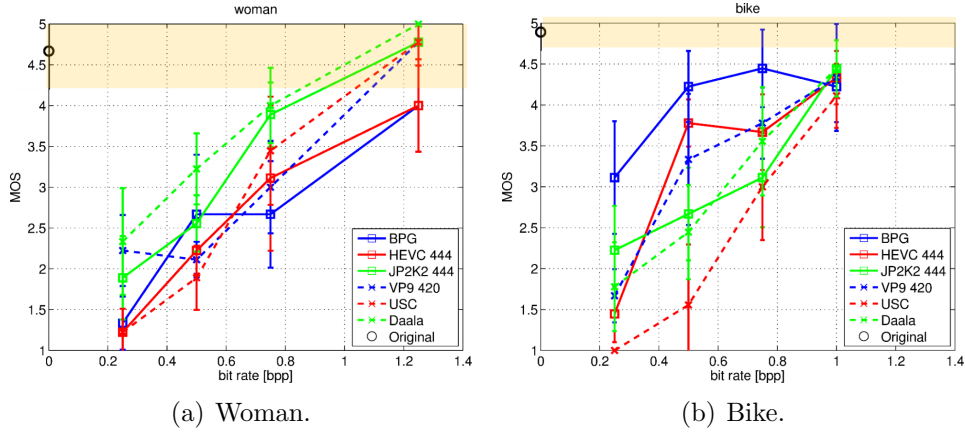 woman
5
4.5
4
3.5
3
2.5
2
1.5
1
MOS
0 0.2 0.4 0.6 0.8 1 1.2 1.4
bit rate [bpp]
BPG
HEVC 444
JP2K2 444
VP9 420
USC
Daala
Original
(a) Woman.
bike
5
4.5
4
3.5
3
2.5
2
1.5
1
MOS
0 0.2 0.4 0.6 0.8 1 1.2 1.4
bit rate [bpp]
BPG
HEVC 444
JP2K2 444
VP9 420
USC
Daala
Original
(b) Bike.